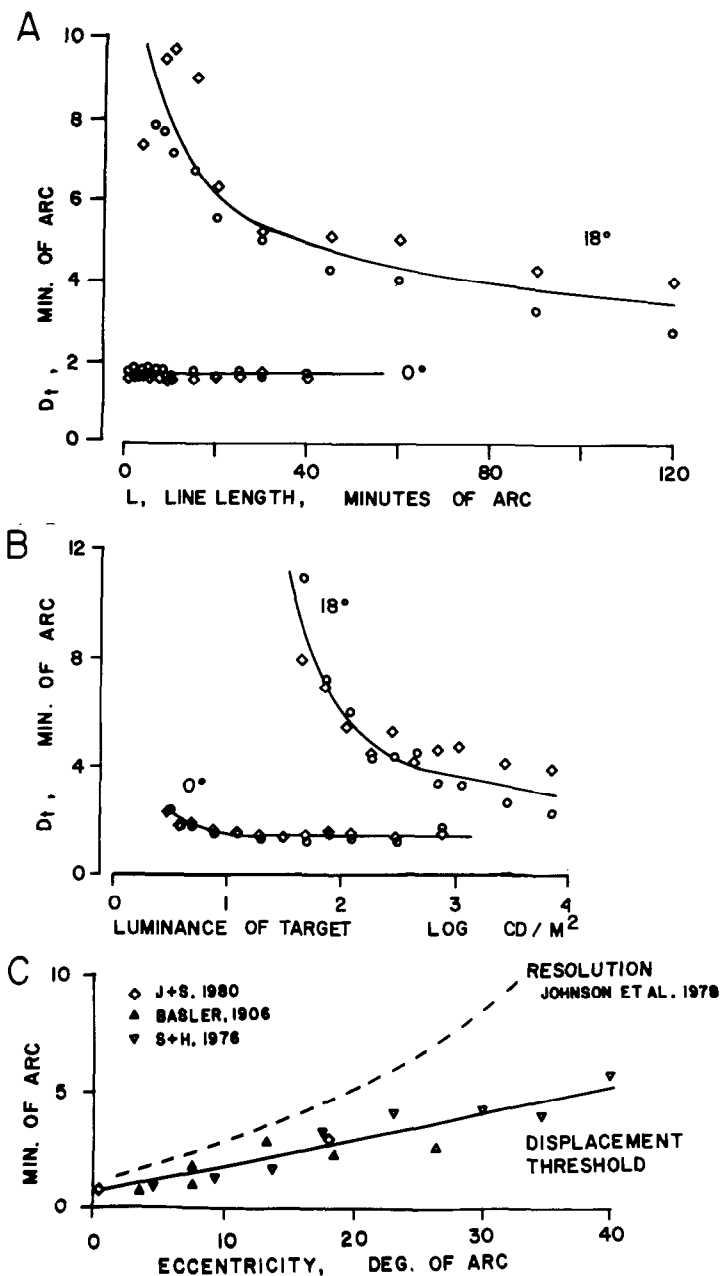 A
10
8
6
4
2
0
Dt, MIN. OF ARC
18°
0°
0 40 80 120
L, LINE LENGTH, MINUTES OF ARC
B
12
8
4
0
Dt, MIN. OF ARC
18°
0°
0 1 2 3 4
LUMINANCE OF TARGET LOG CD/M²
C
10
5
0
MIN. OF ARC
◇ J+S, 1980
▲ BASLER, 1906
▼ S+H, 1976
RESOLUTION
JOHNSON ET AL. 1978
DISPLACEMENT
THRESHOLD
0 10 20 30 40
ECCENTRICITY, DEG. OF ARC